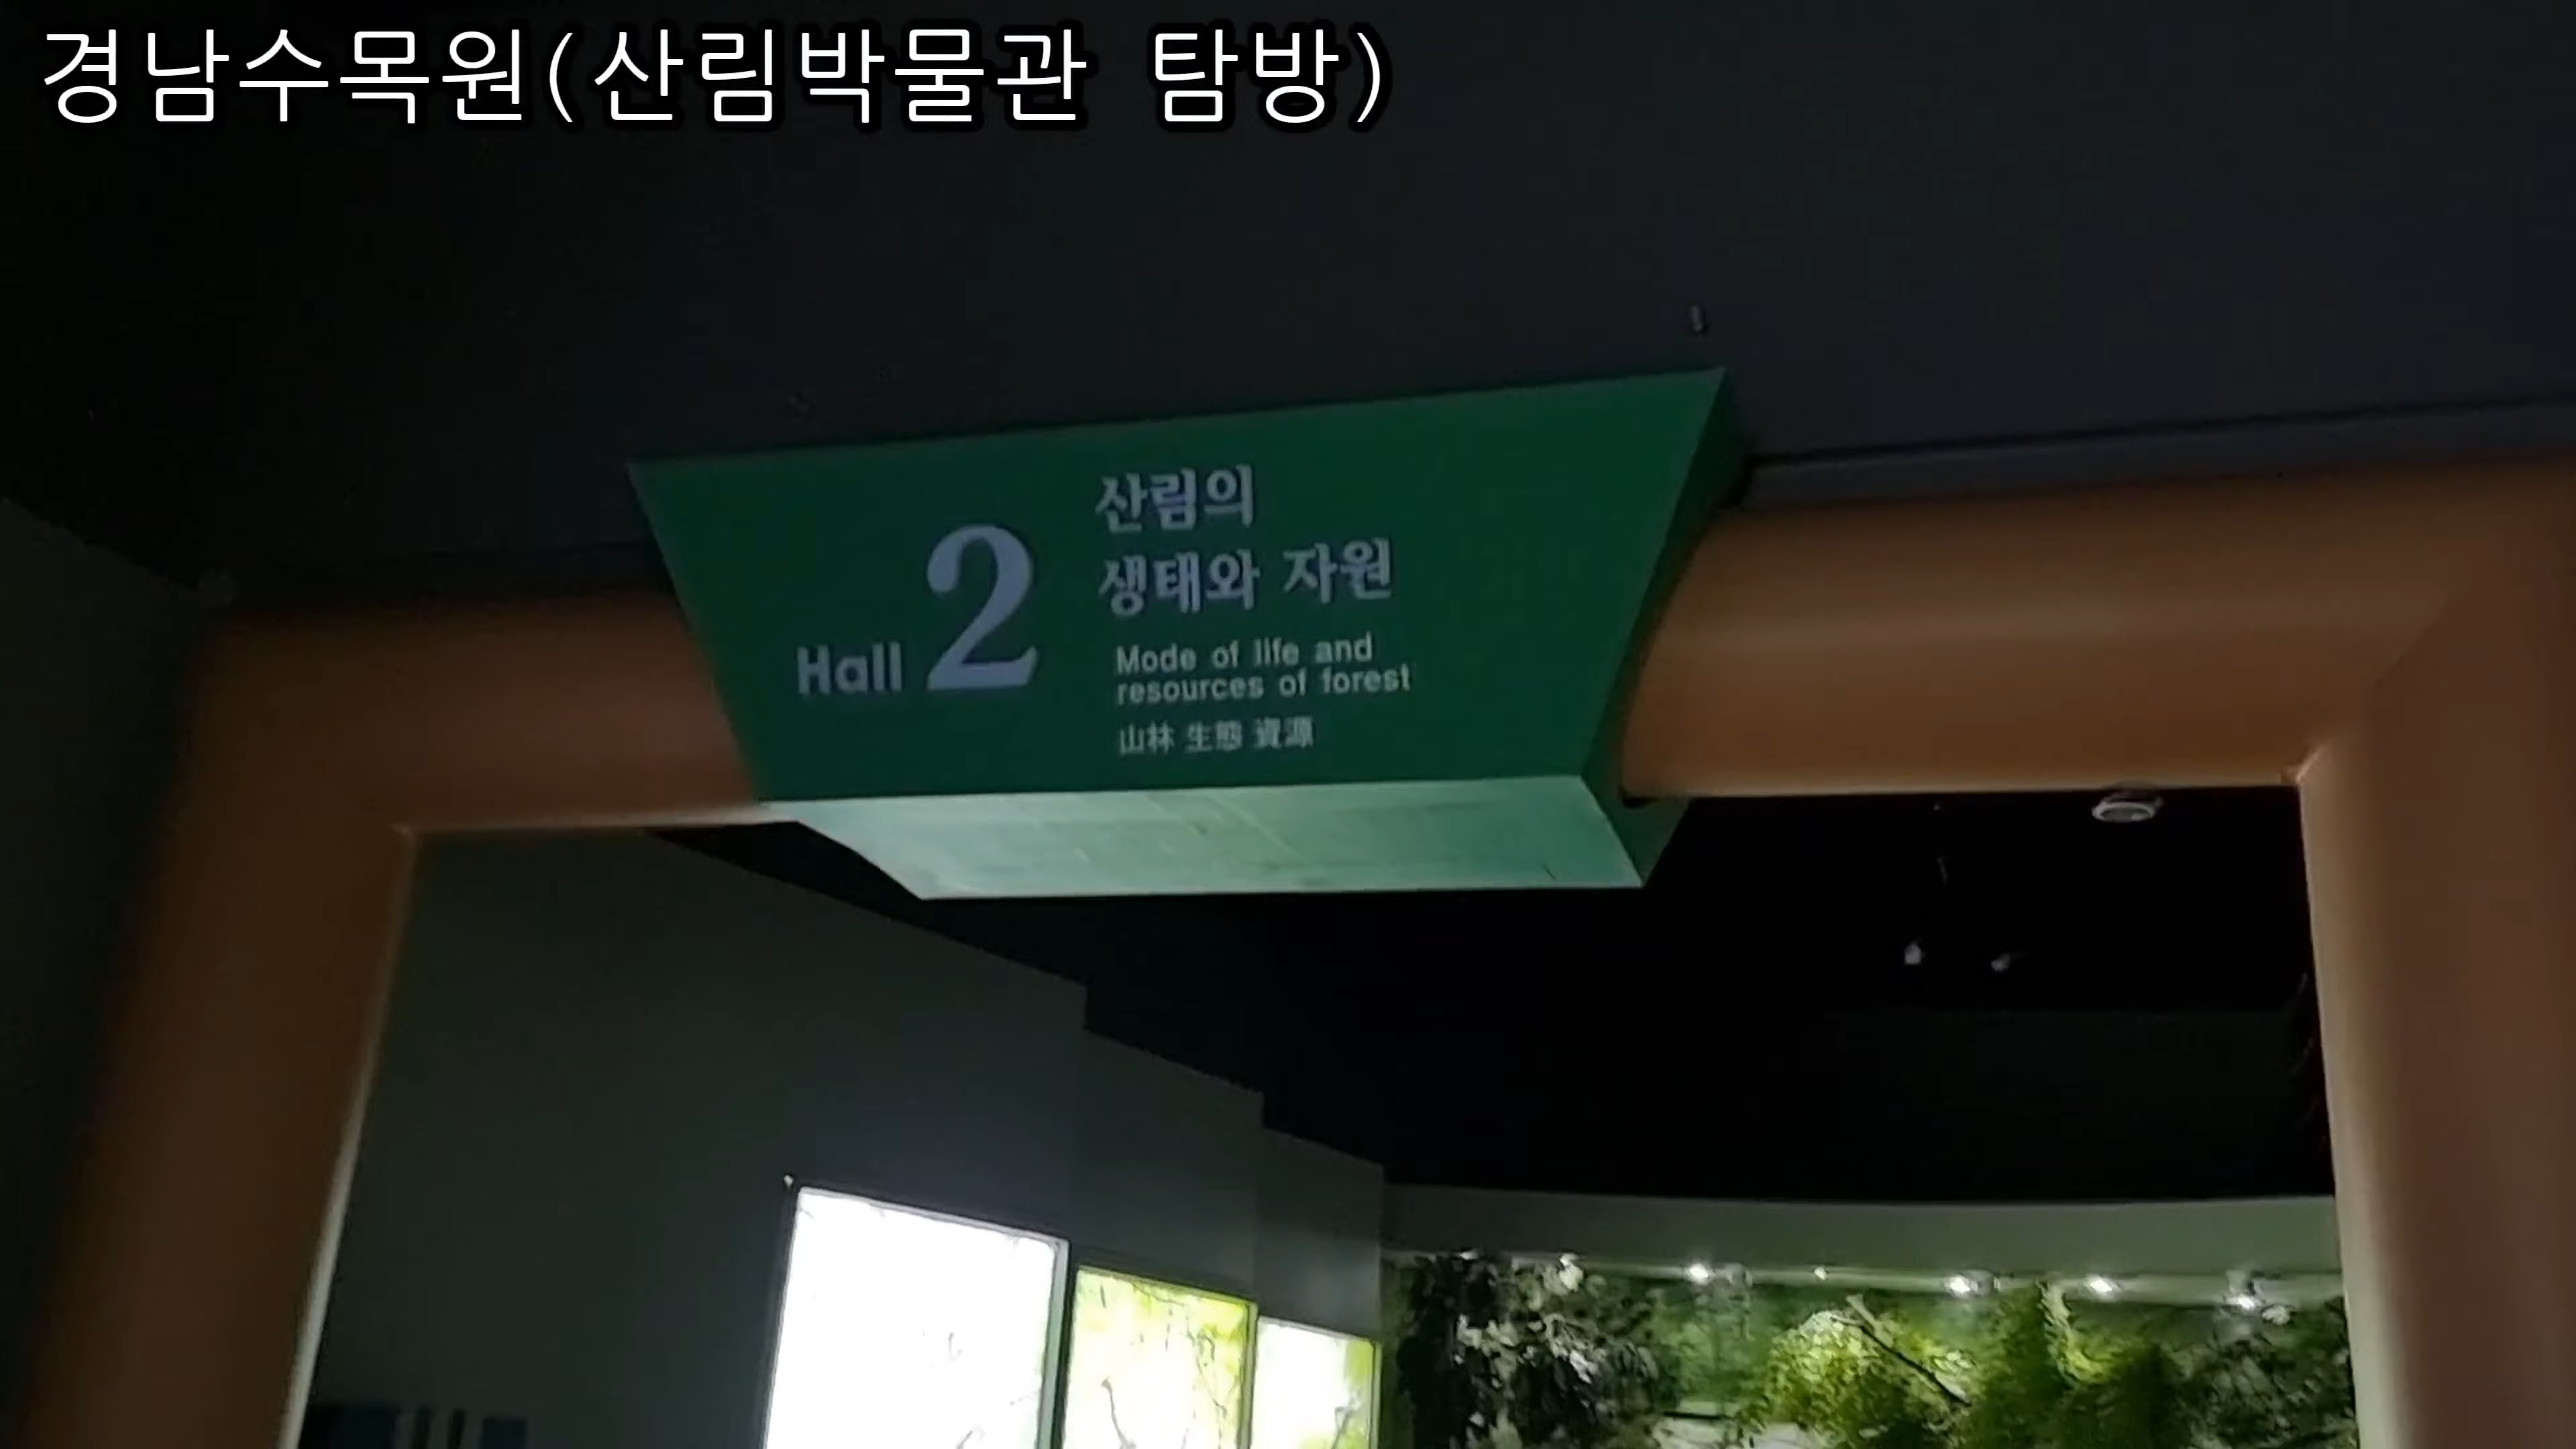 경남수목원(산림박물관 탐방)
Hall 2
산림의
생태와 자원
Mode of life and
resources of forest
山林 生態 資源